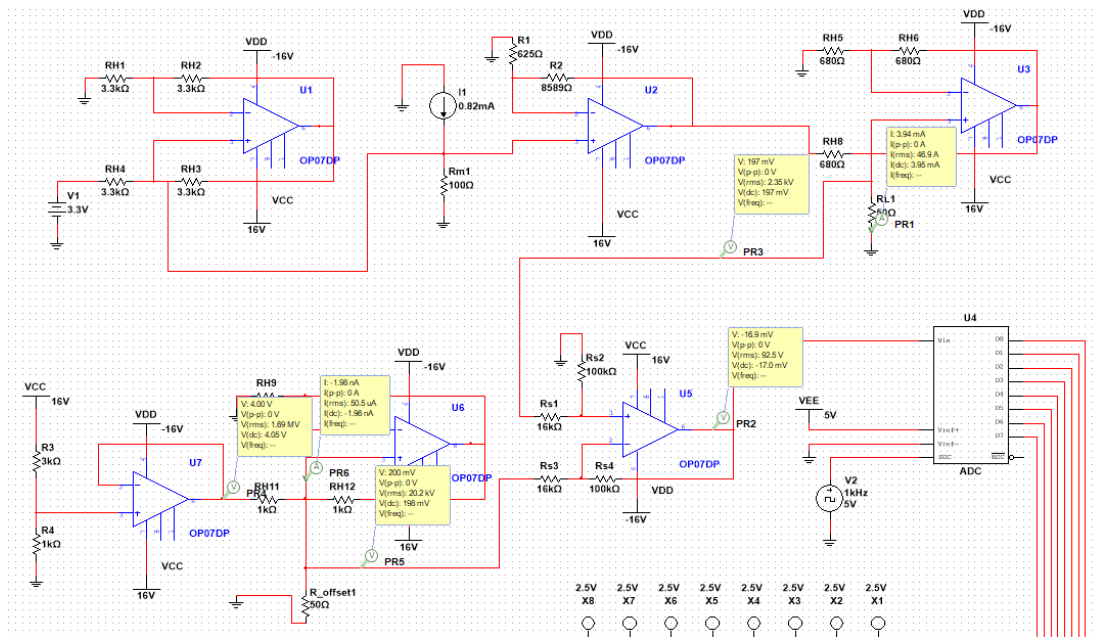 VDD
-16V
RH1
3.3kΩ
RH2
3.3kΩ
U1
OP07DP
RH4
3.3kΩ
RH3
3.3kΩ
V1
3.3V
VCC
16V
I1
0.82mA
Rm1
100Ω
R1
625Ω
R2
8589Ω
VDD
-16V
U2
OP07DP
VCC
16V
RH5
680Ω
RH6
680Ω
VDD
-16V
U3
OP07DP
RH8
680Ω
VCC
16V
V: 197 mV
V(p-p): 0 V
V(rms): 2.35 kV
V(dc): 197 mV
V(freq): --
PR3
I: 3.94 mA
I(p-p): 0 A
I(rms): 46.9 A
I(dc): 3.95 mA
I(freq): --
RL1
50Ω
A
PR1
V
VCC
16V
R3
3kΩ
R4
1kΩ
VDD
-16V
U7
OP07DP
VCC
16V
RH9
V: 4.00 V
V(p-p): 0 V
V(rms): 1.69 MV
V(dc): 4.05 V
V(freq): --
V
PR4
RH11
1kΩ
I: -1.98 nA
I(p-p): 0 A
I(rms): 50.5 uA
I(dc): -1.96 nA
I(freq): --
A
PR6
RH12
1kΩ
VDD
-16V
U6
OP07DP
16V
V: 200 mV
V(p-p): 0 V
V(rms): 20.2 kV
V(dc): 198 mV
V(freq): --
V
PR5
R_offset1
50Ω
Rs2
100kΩ
Rs1
16kΩ
Rs3
16kΩ
Rs4
100kΩ
VCC
16V
U5
OP07DP
VDD
-16V
V: -16.9 mV
V(p-p): 0 V
V(rms): 92.5 V
V(dc): -17.0 mV
V(freq): --
V
PR2
U4
Vin
D0
D1
D2
D3
D4
D5
D6
D7
Vref+
Vref-
SOC
EOC
ADC
VEE
5V
V2
1kHz
5V
2.5V 2.5V 2.5V 2.5V 2.5V 2.5V 2.5V 2.5V
X8 X7 X6 X5 X4 X3 X2 X1